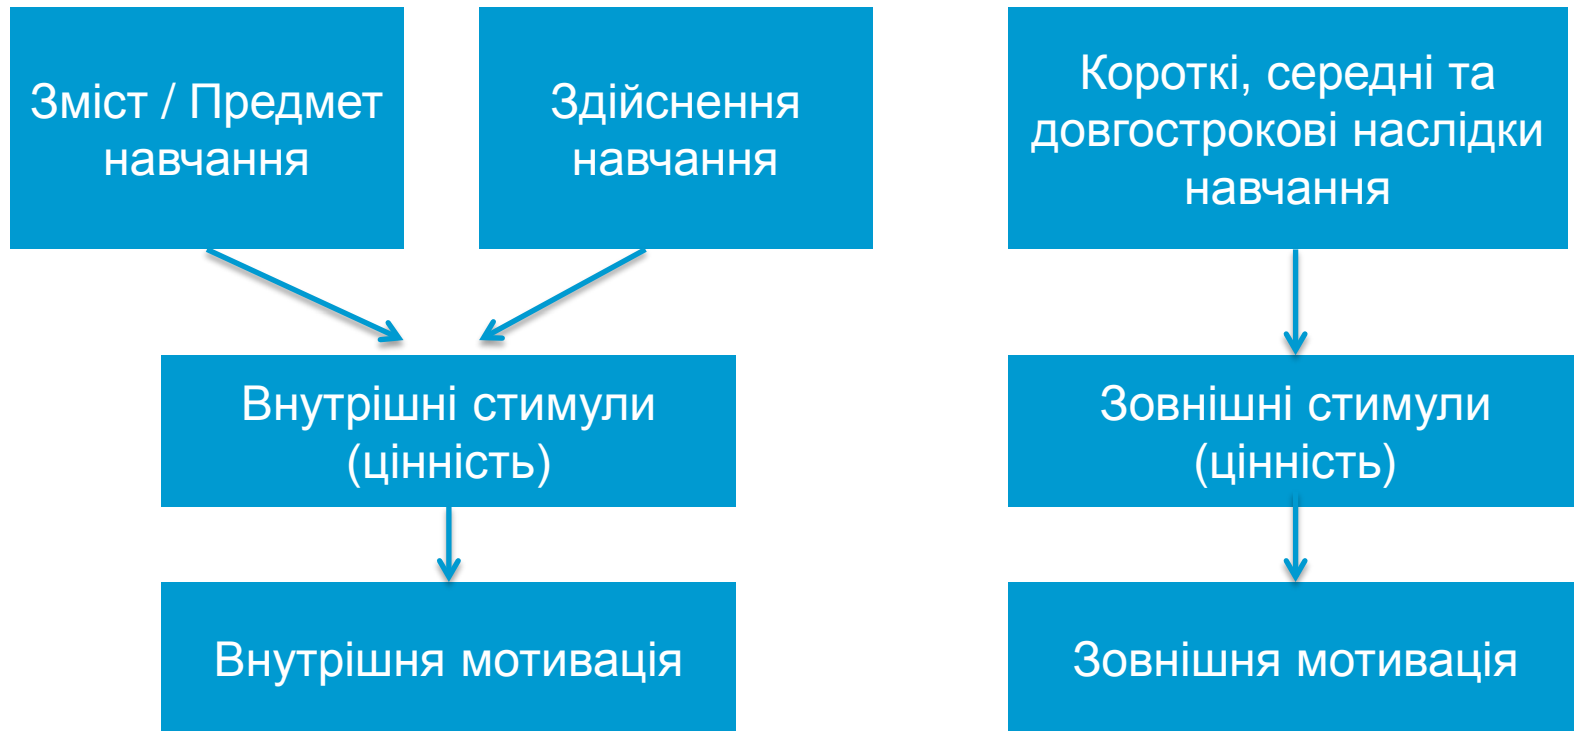 Зміст / Предмет
навчання
Здійснення
навчання
Короткі, середні та
довгострокові наслідки
навчання
Внутрішні стимули
(цінність)
Зовнішні стимули
(цінність)
Внутрішня мотивація
Зовнішня мотивація